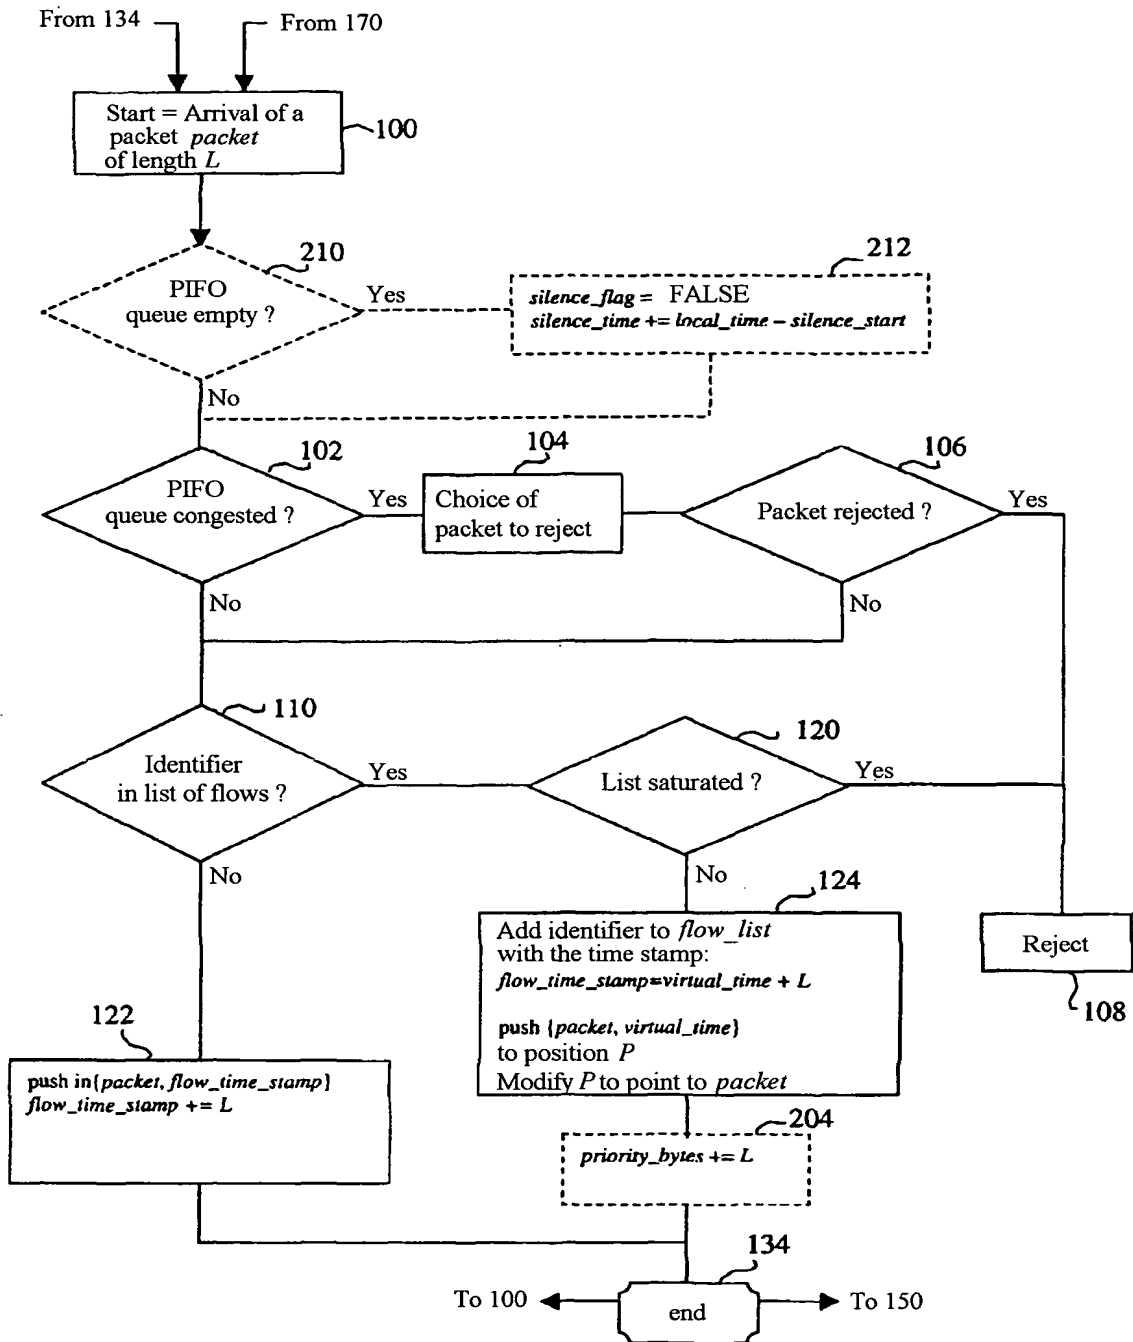 From 134
From 170
Start = Arrival of a
packet packet
of length L
100
210
PIFO
queue empty ?
Yes
212
silence_flag = FALSE
silence_time += local_time – silence_start
No
102
PIFO
queue congested ?
Yes
104
Choice of
packet to reject
106
Packet rejected ?
Yes
No
No
110
Identifier
in list of flows ?
Yes
120
List saturated ?
Yes
No
No
124
Add identifier to flow_list
with the time stamp:
flow_time_stamp=virtual_time + L
push {packet, virtual_time}
to position P
Modify P to point to packet
Reject
108
122
push in{packet, flow_time_stamp}
flow_time_stamp += L
204
priority_bytes += L
134
To 100
end
To 150